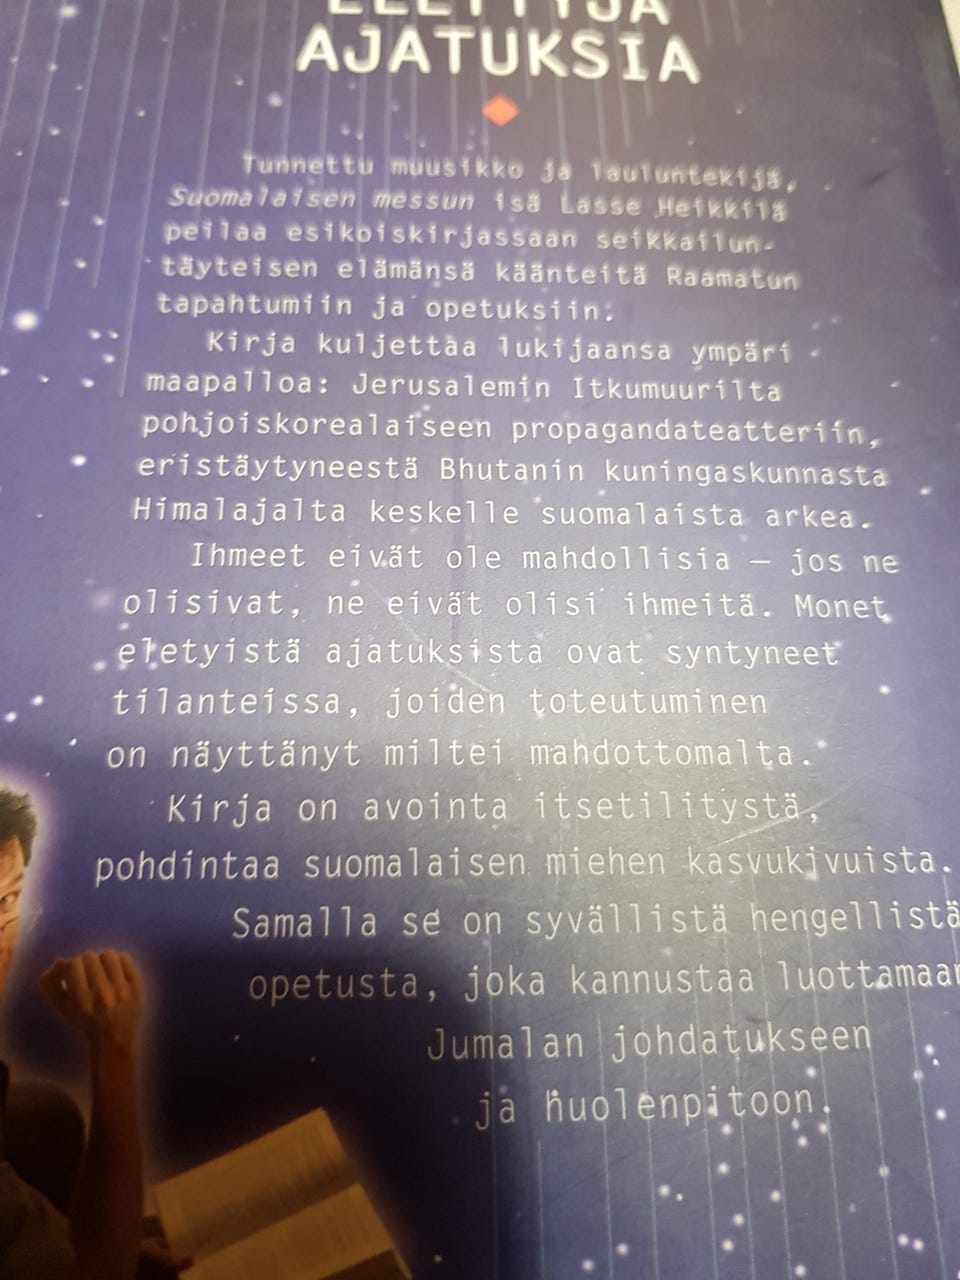 ELETTYJÄ
AJATUKSIA
Tunnettu muusikko ja lauluntekijä,
Suomalaisen messun isä Lasse Heikkilä
peilaa esikoiskirjassaan seikkailun-
täyteisen elämänsä käänteitä Raamatun
tapahtumiin ja opetuksiin.
Kirja kuljettaa lukijaansa ympäri
maapalloa: Jerusalemin Itkumuurilta
pohjoiskorealaiseen propagandateatteriin,
eristäytyneestä Bhutanin kuningaskunnasta
Himalajalta keskelle suomalaista arkea.
Ihmeet eivät ole mahdollisia – jos ne
olisivat, ne eivät olisi ihmeitä. Monet
eletyistä ajatuksista ovat syntyneet
tilanteissa, joiden toteutuminen
on näyttänyt miltei mahdottomalta.
Kirja on avointa itsetilitystä,
pohdintaa suomalaisen miehen kasvukivuista.
Samalla se on syvällistä hengellistä
opetusta, joka kannustaa luottamaan
Jumalan johdatukseen
ja huolenpitoon.